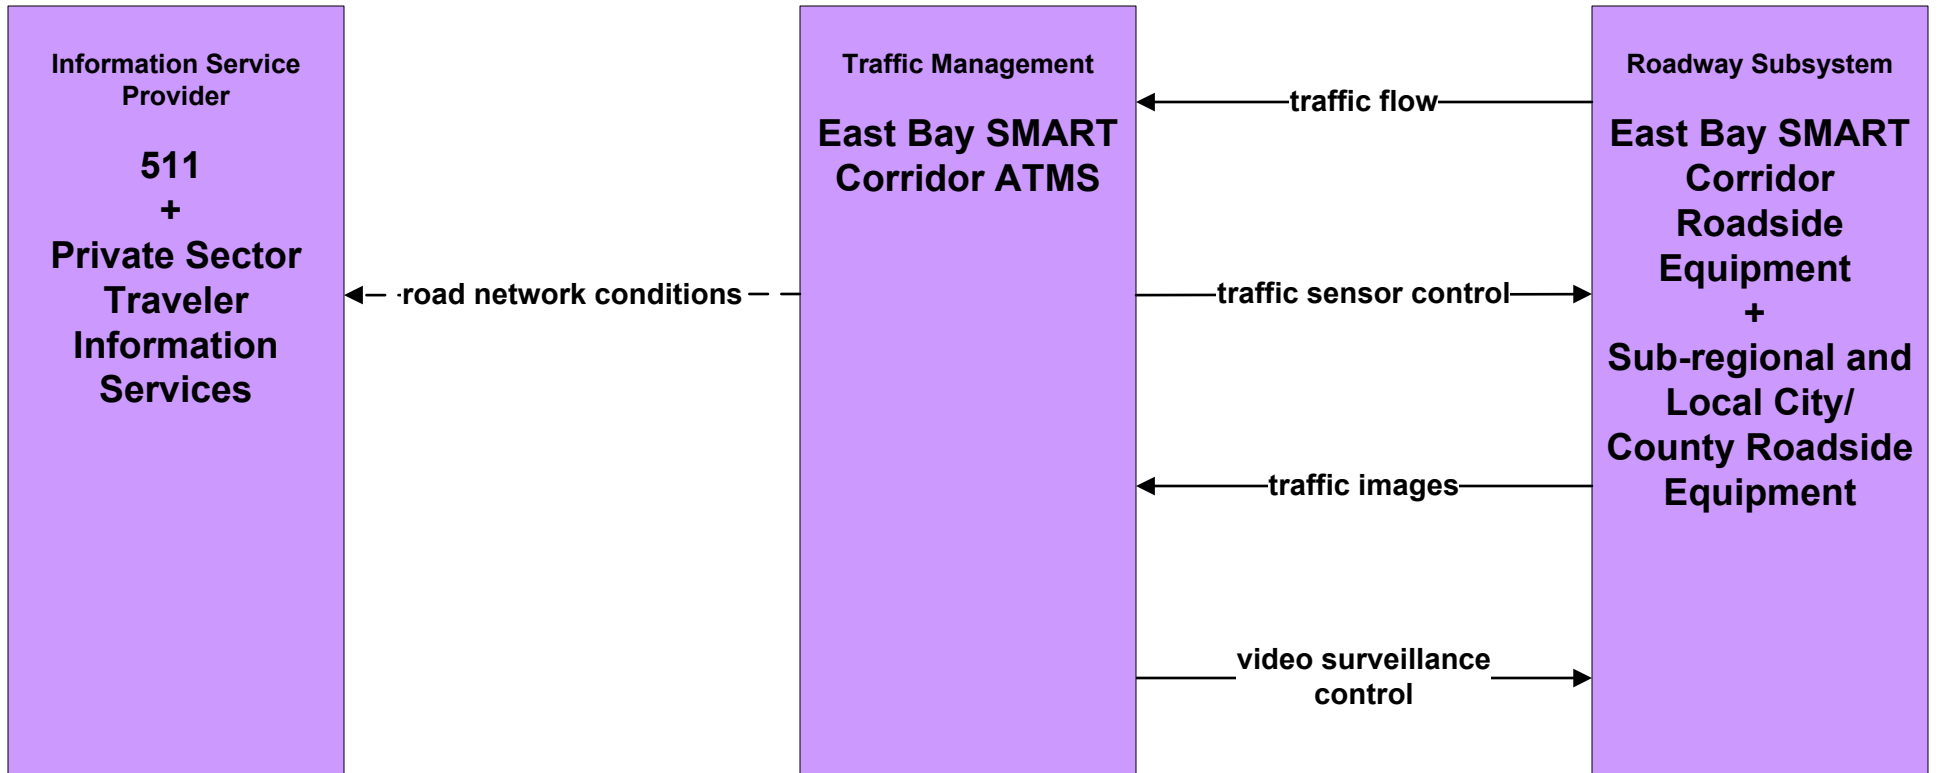 Information Service
Provider
511
+
Private Sector
Traveler
Information
Services
road network conditions
Traffic Management
East Bay SMART
Corridor ATMS
traffic flow
traffic sensor control
traffic images
video surveillance
control
Roadway Subsystem
East Bay SMART
Corridor
Roadside
Equipment
+
Sub-regional and
Local City/
County Roadside
Equipment